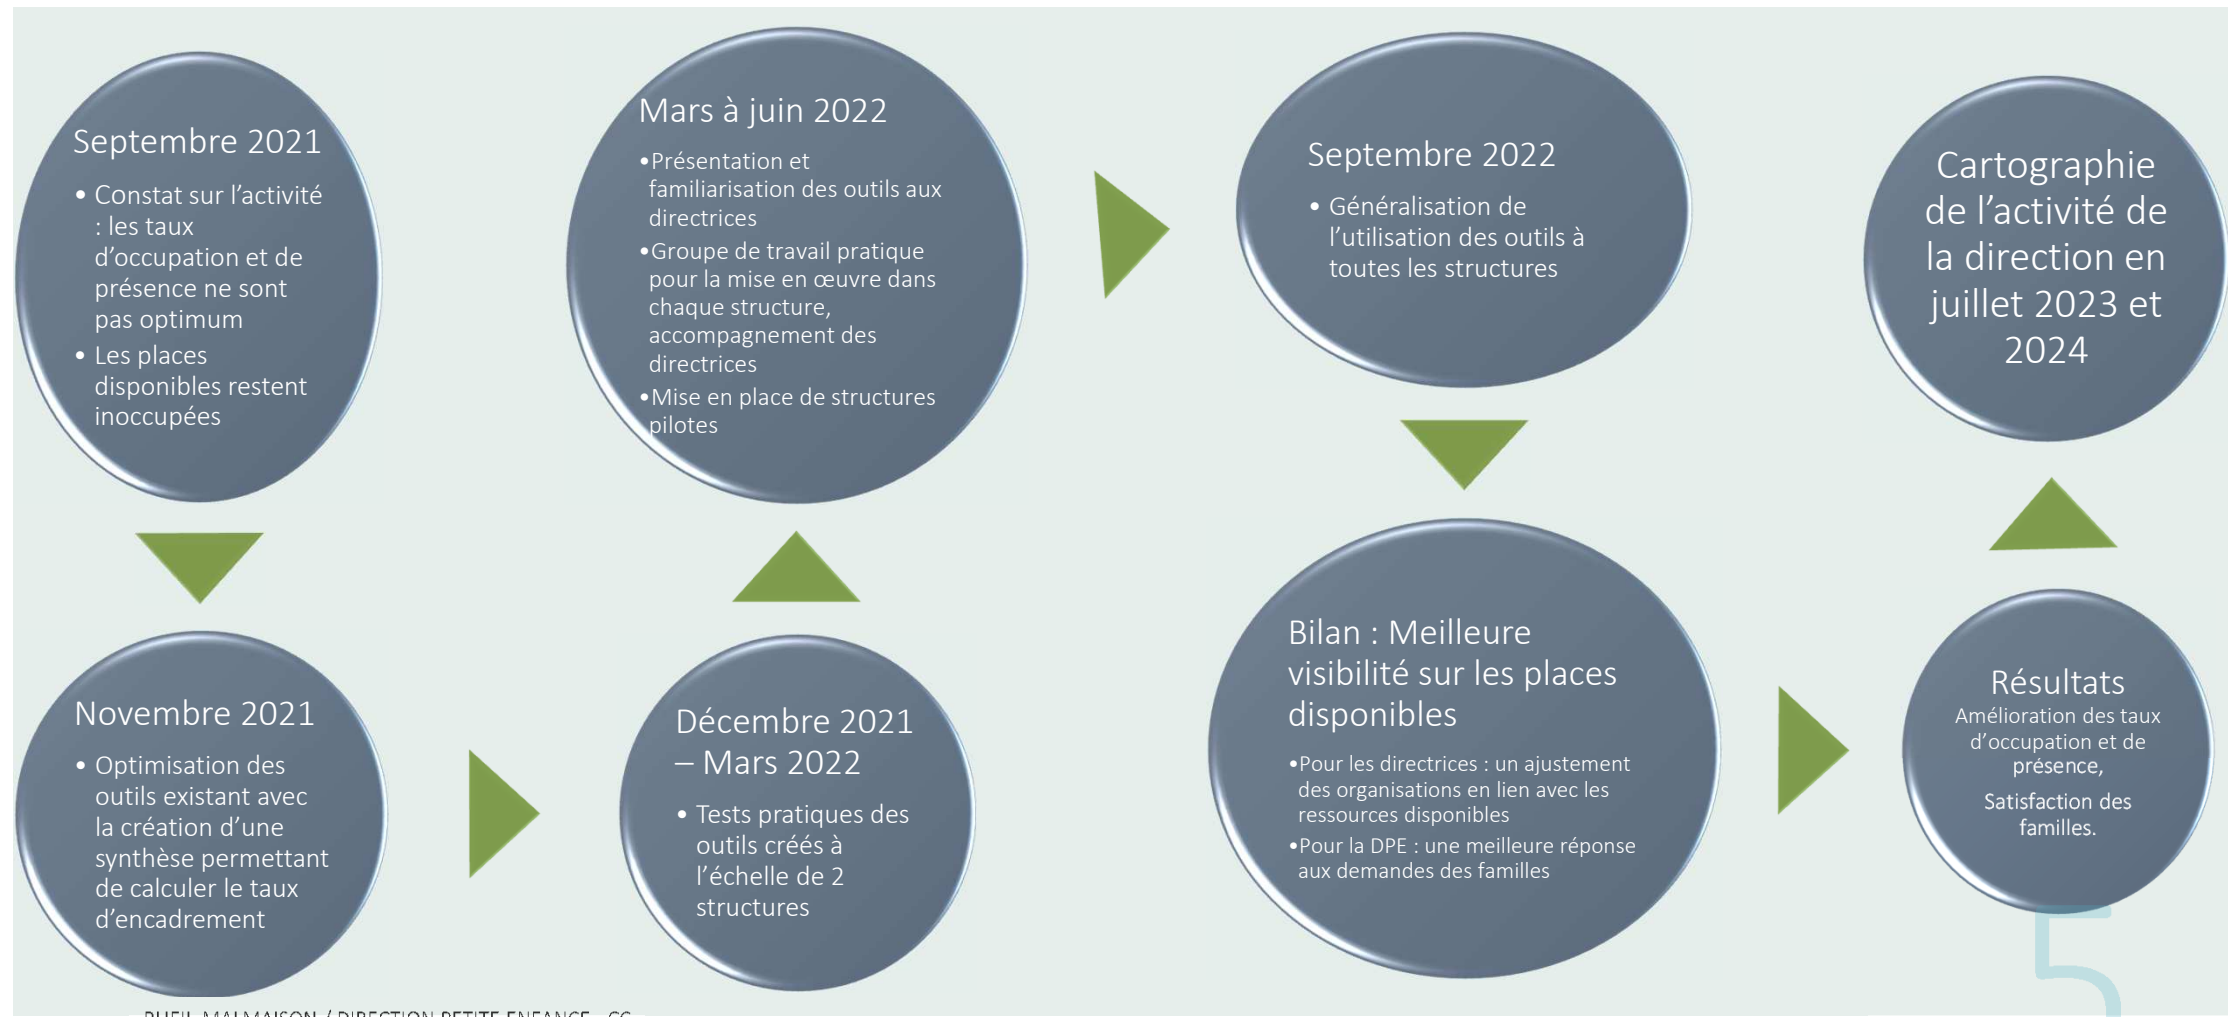 Septembre 2021
• Constat sur l’activité
: les taux
d’occupation et de
présence ne sont
pas optimum
• Les places
disponibles restent
inoccupées
Novembre 2021
• Optimisation des
outils existant avec
la création d’une
synthèse permettant
de calculer le taux
d’encadrement
Décembre 2021
– Mars 2022
• Tests pratiques des
outils créés à
l’échelle de 2
structures
Mars à juin 2022
•Présentation et
familiarisation des outils aux
directrices
•Groupe de travail pratique
pour la mise en œuvre dans
chaque structure,
accompagnement des
directrices
•Mise en place de structures
pilotes
Septembre 2022
• Généralisation de
l’utilisation des outils à
toutes les structures
Bilan : Meilleure
visibilité sur les places
disponibles
•Pour les directrices : un ajustement
des organisations en lien avec les
ressources disponibles
•Pour la DPE : une meilleure réponse
aux demandes des familles
Résultats
Amélioration des taux
d’occupation et de
présence,
Satisfaction des
familles.
Cartographie
de l’activité de
la direction en
juillet 2023 et
2024
5
RUEIL MALMAISON / DIRECTION PETITE ENFANCE